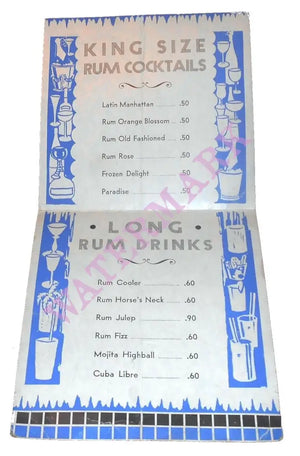 KING SIZE
RUM COCKTAILS
Latin Manhattan .50
Rum Orange Blossom .50
Rum Old Fashioned .50
Rum Rose .50
Frozen Delight .50
Paradise .50
• LONG •
RUM DRINKS
Rum Cooler .60
Rum Horse's Neck .60
Rum Julep .90
Rum Fizz .60
Mojita Highball .60
Cuba Libre .60
WATERMARK